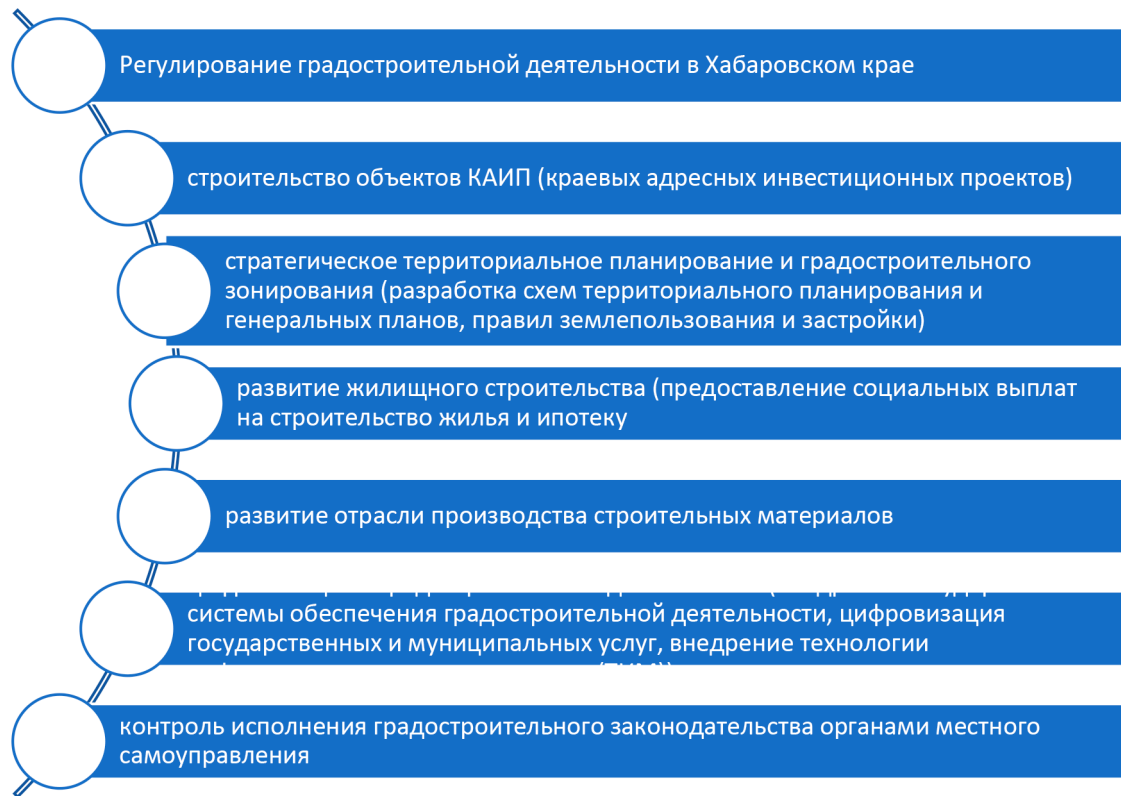 Регулирование градостроительной деятельности в Хабаровском крае
строительство объектов КАИП (краевых адресных инвестиционных проектов)
стратегическое территориальное планирование и градостроительного
зонирования (разработка схем территориального планирования и
генеральных планов, правил землепользования и застройки)
развитие жилищного строительства (предоставление социальных выплат
на строительство жилья и ипотеку
развитие отрасли производства строительных материалов
системы обеспечения градостроительной деятельности, цифровизация
государственных и муниципальных услуг, внедрение технологии
контроль исполнения градостроительного законодательства органами местного
самоуправления